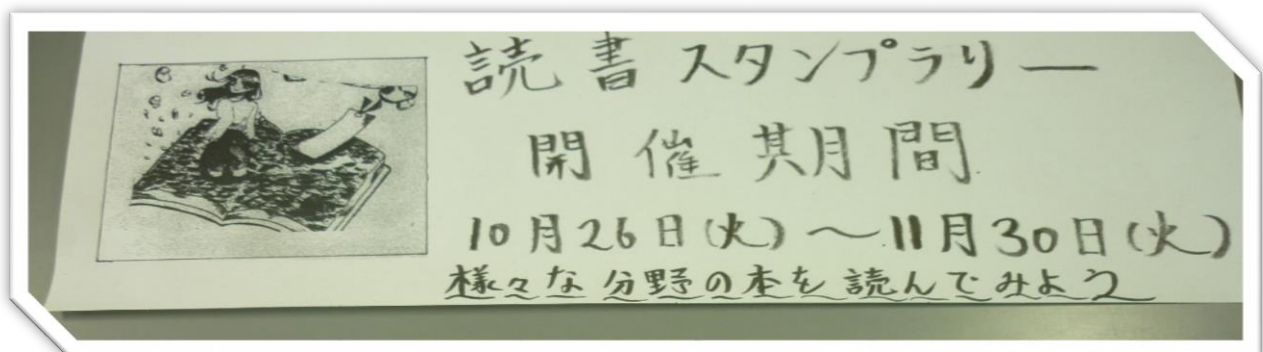 読書スタンプラリー
開催期間
10月26日(火)～11月30日(火)
様々な分野の本を読んでみよう